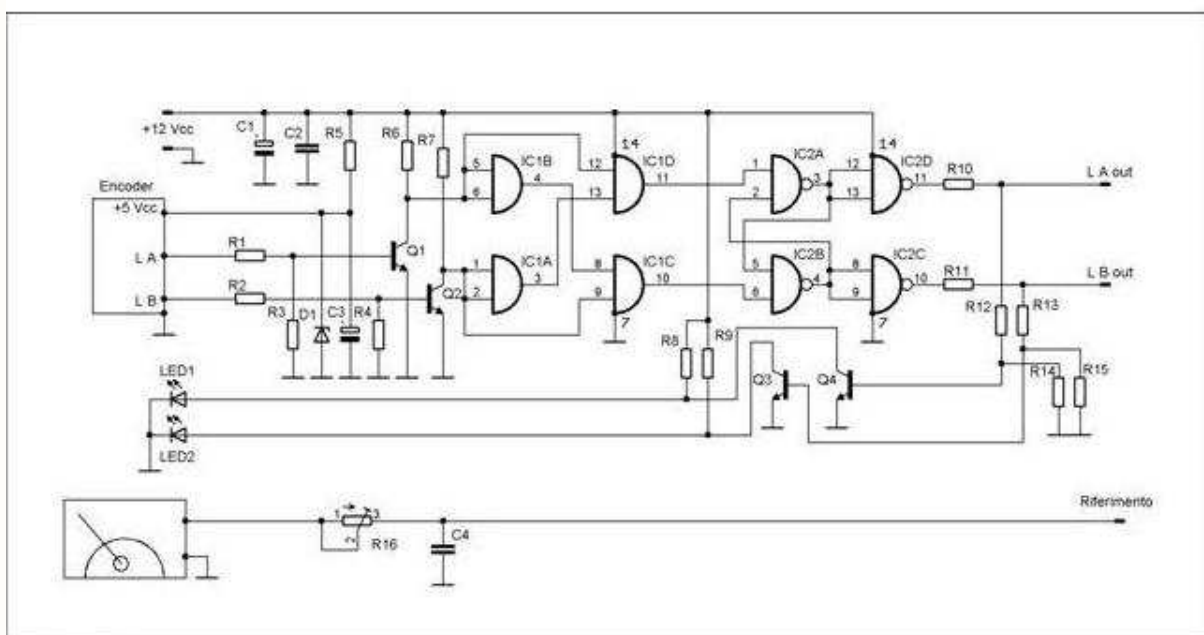 +12 Vcc
C1
C2
R5
R6
R7
14
14
5
6
IC1B
4
12
13
IC1D
11
1
2
IC2A
3
12
13
IC2D
11
R10
L A out
Encoder
+5 Vcc
L A
R1
Q1
L B
R2
Q2
1
2
IC1A
3
8
9
IC1C
10
7
5
6
IC2B
4
8
9
IC2C
10
7
R11
L B out
R3
D1
C3
R4
R8
R9
R12
R13
Q3
Q4
R14
R15
LED1
LED2
1
3
2
R16
C4
Riferimento